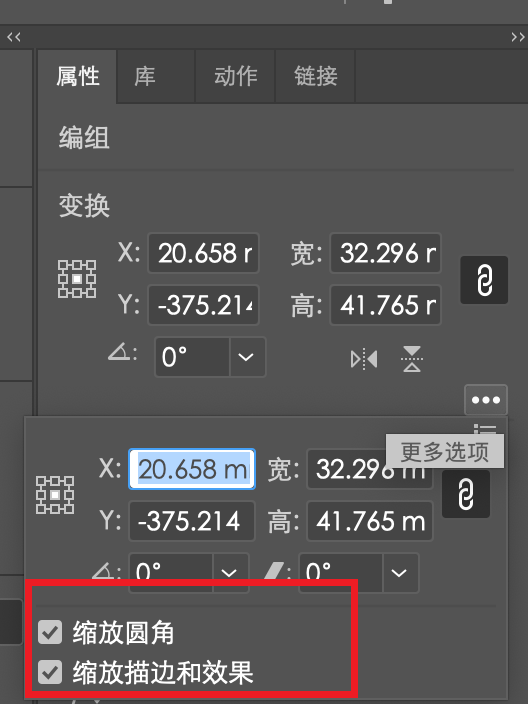 属性 库 动作 链接
编组
变换
X: 20.658 r 宽: 32.296 r
Y: -375.214 高: 41.765 r
0°
更多选项
X: 20.658 m 宽: 32.296 m
Y: -375.214 高: 41.765 m
0° 0°
缩放圆角
缩放描边和效果